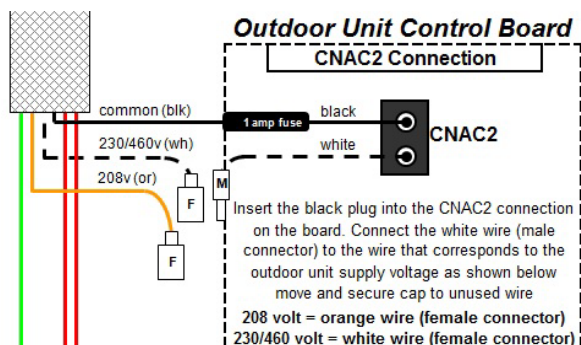 Outdoor Unit Control Board
CNAC2 Connection
common (blk)
1 amp fuse
black
CNAC2
230/460v (wh)
white
208v (or)
M
F
F
Insert the black plug into the CNAC2 connection
on the board. Connect the white wire (male
connector) to the wire that corresponds to the
outdoor unit supply voltage as shown below
move and secure cap to unused wire
208 volt = orange wire (female connector)
230/460 volt = white wire (female connector)